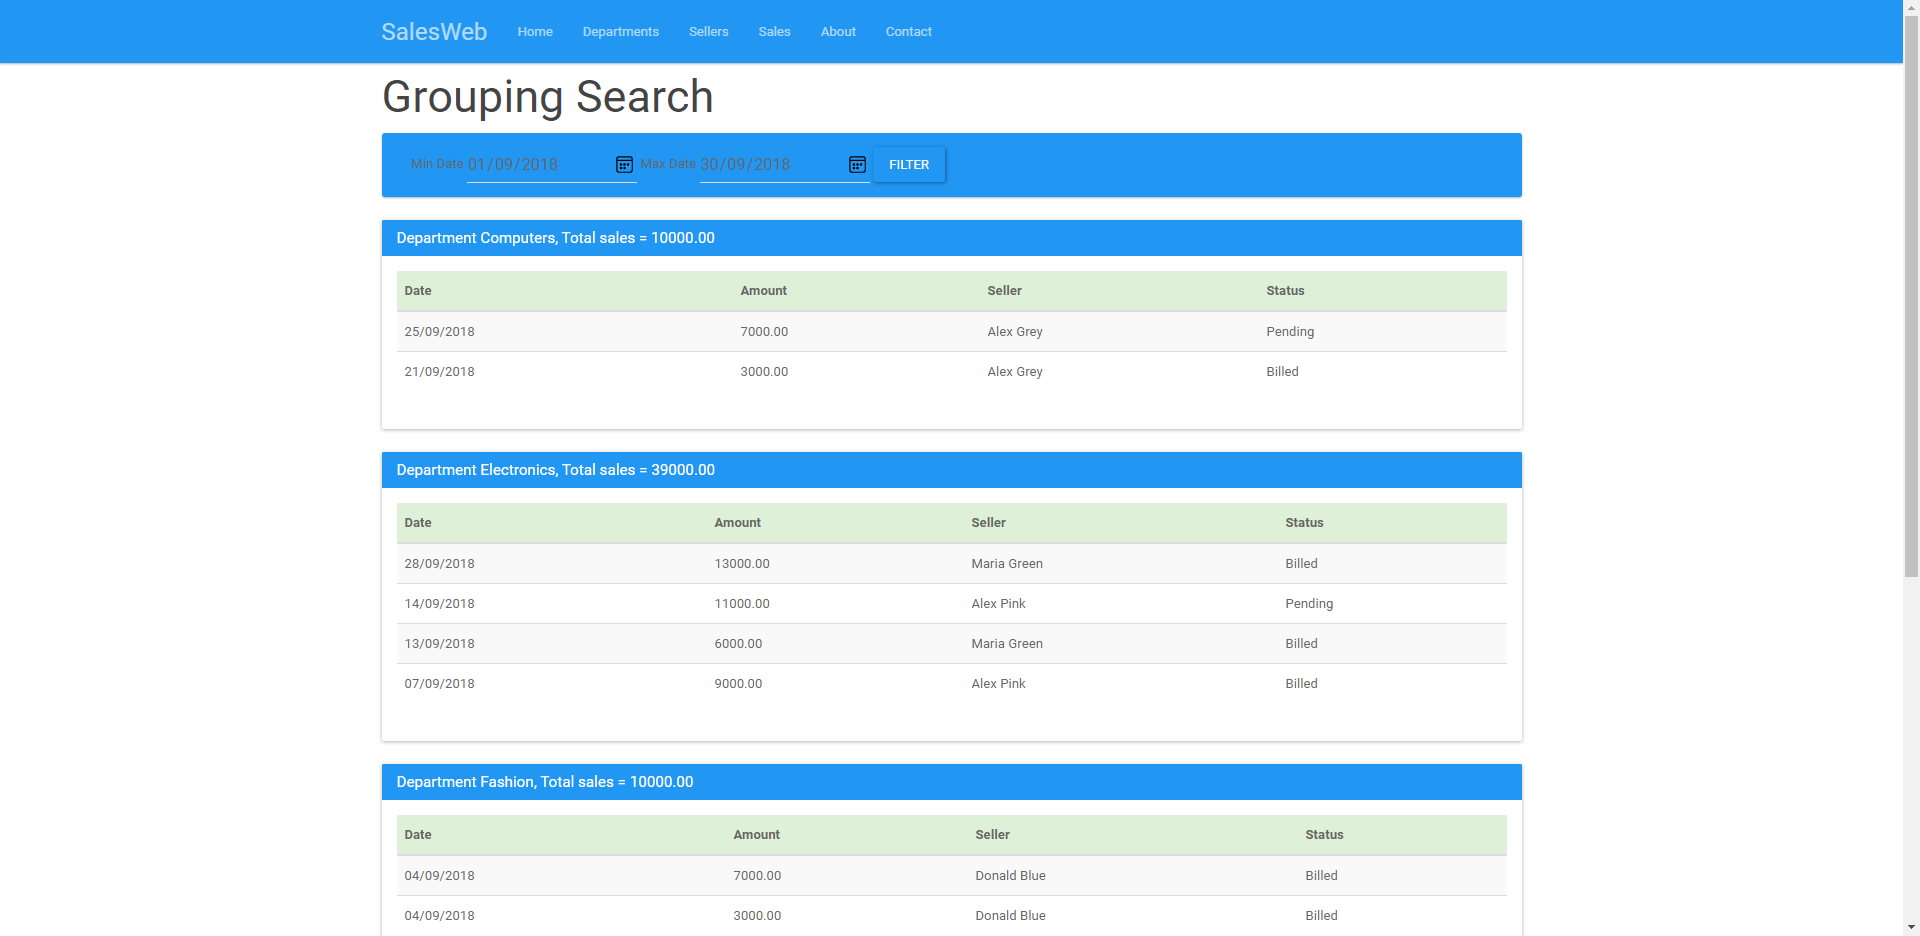 SalesWeb Home Departments Sellers Sales About Contact
Grouping Search
Min Date 01/09/2018 Max Date 30/09/2018 FILTER
Department Computers, Total sales = 10000.00
Date Amount Seller Status
25/09/2018 7000.00 Alex Grey Pending
21/09/2018 3000.00 Alex Grey Billed
Department Electronics, Total sales = 39000.00
Date Amount Seller Status
28/09/2018 13000.00 Maria Green Billed
14/09/2018 11000.00 Alex Pink Pending
13/09/2018 6000.00 Maria Green Billed
07/09/2018 9000.00 Alex Pink Billed
Department Fashion, Total sales = 10000.00
Date Amount Seller Status
04/09/2018 7000.00 Donald Blue Billed
04/09/2018 3000.00 Donald Blue Billed